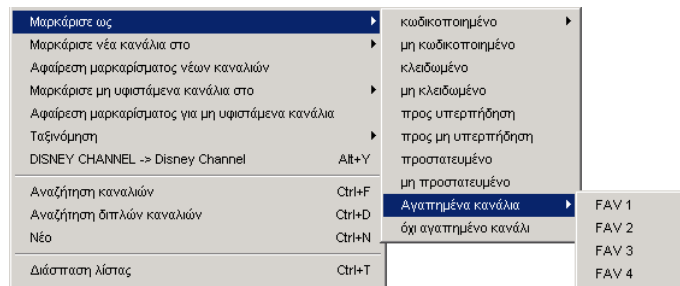 Μαρκάρισε ως
Μαρκάρισε νέα κανάλια στο
Αφαίρεση μαρκαρίσματος νέων καναλιών
Μαρκάρισε μη υφιστάμενα κανάλια στο
Αφαίρεση μαρκαρίσματος για μη υφιστάμενα κανάλια
Ταξινόμηση
DISNEY CHANNEL -> Disney Channel Alt+Y
Αναζήτηση καναλιών Ctrl+F
Αναζήτηση διπλών καναλιών Ctrl+D
Νέο Ctrl+N
Διάσπαση λίστας Ctrl+T
κωδικοποιημένο
μη κωδικοποιημένο
κλειδωμένο
μη κλειδωμένο
προς υπερπήδηση
προς μη υπερπήδηση
προστατευμένο
μη προστατευμένο
Αγαπημένα κανάλια
όχι αγαπημένο κανάλι
FAV 1
FAV 2
FAV 3
FAV 4